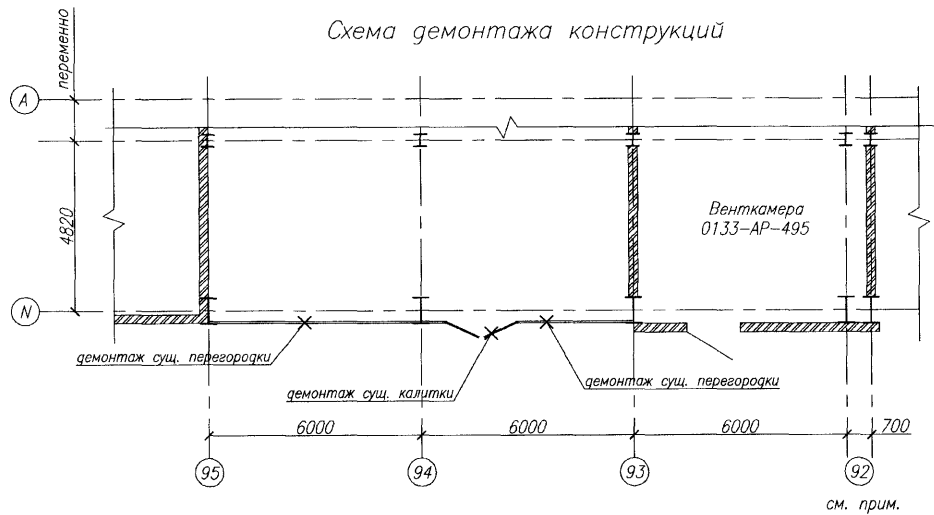 Схема демонтажа конструкций
переменно
А
4820
Венткамера
0133-АР-495
N
демонтаж сущ. перегородки
демонтаж сущ. калитки
демонтаж сущ. перегородки
6000
6000
6000
700
95
94
93
92
см. прим.